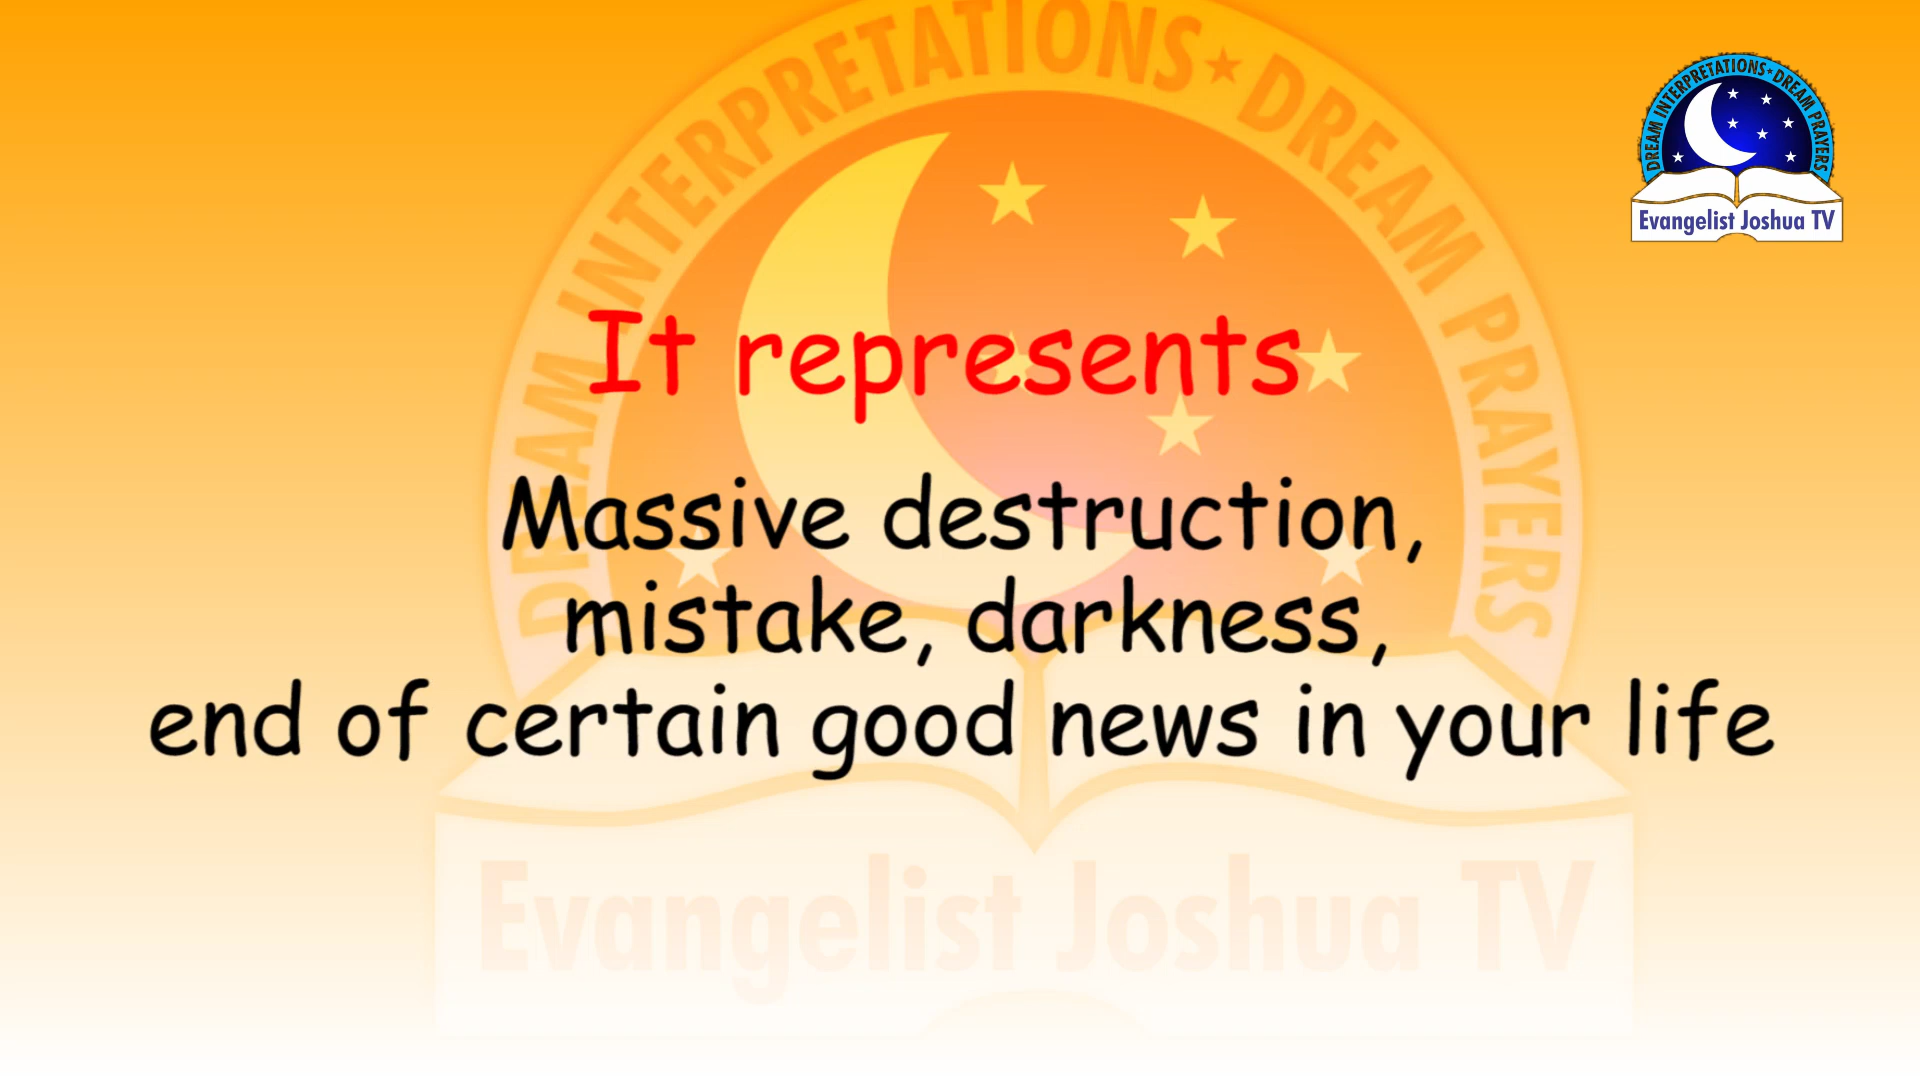 DREAM INTERPRETATIONS★DREAM PRAYERS
DREAM INTERPRETATIONS★DREAM PRAYERS
Evangelist Joshua TV
It represents
Massive destruction,
mistake, darkness,
end of certain good news in your life
Evangelist Joshua TV